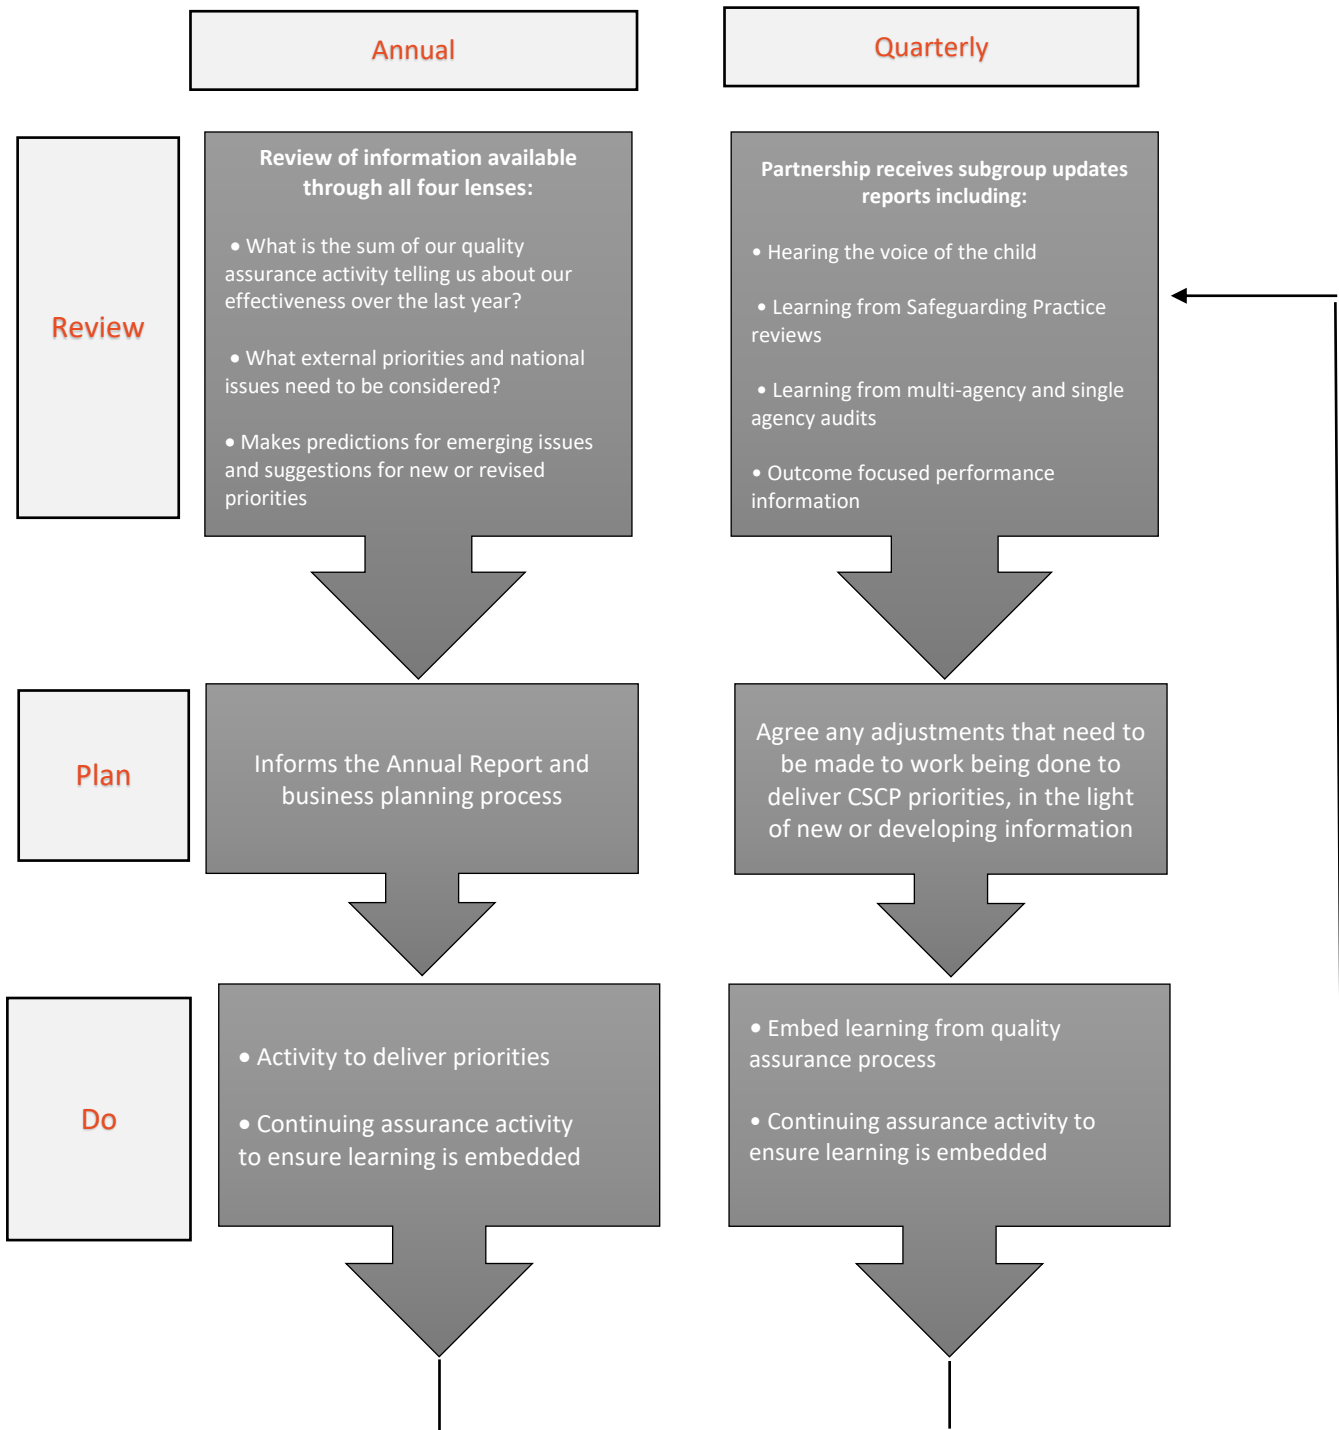 Annual
Quarterly
Review
Review of information available
through all four lenses:
• What is the sum of our quality
assurance activity telling us about our
effectiveness over the last year?
• What external priorities and national
issues need to be considered?
• Makes predictions for emerging issues
and suggestions for new or revised
priorities
Partnership receives subgroup updates
reports including:
• Hearing the voice of the child
• Learning from Safeguarding Practice
reviews
• Learning from multi-agency and single
agency audits
• Outcome focused performance
information
Plan
Informs the Annual Report and
business planning process
Agree any adjustments that need to
be made to work being done to
deliver CSCP priorities, in the light
of new or developing information
Do
• Activity to deliver priorities
• Continuing assurance activity
to ensure learning is embedded
• Embed learning from quality
assurance process
• Continuing assurance activity to
ensure learning is embedded